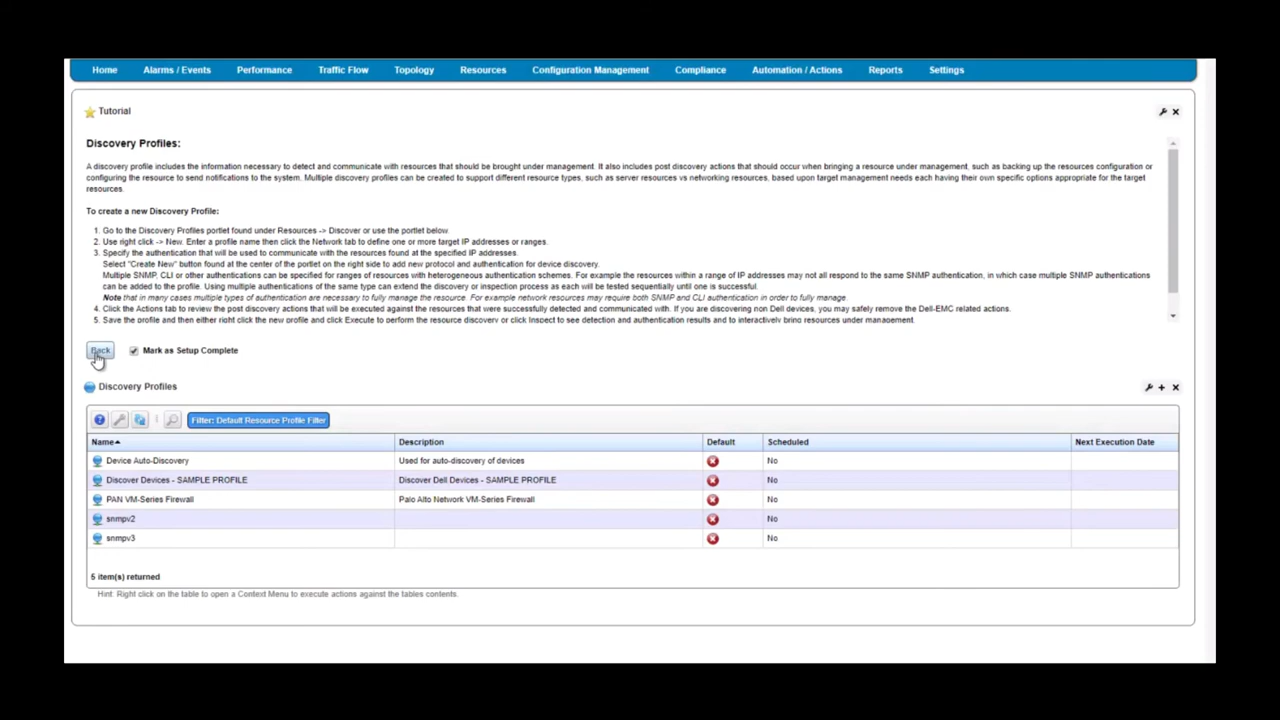 Home Alarms / Events Performance Traffic Flow Topology Resources Configuration Management Compliance Automation / Actions Reports Settings
Tutorial
Discovery Profiles:
A discovery profile includes the information necessary to detect and communicate with resources that should be brought under management. It also includes post discovery actions that should occur when bringing a resource under management, such as backing up the resources configuration or
configuring the resource to send notifications to the system. Multiple discovery profiles can be created to support different resource types, such as server resources vs networking resources, based upon target management needs each having their own specific options appropriate for the target
resources.
To create a new Discovery Profile:
1. Go to the Discovery Profiles portlet found under Resources -> Discover or use the portlet below.
2. Use right click -> New. Enter a profile name then click the Network tab to define one or more target IP addresses or ranges.
3. Specify the authentication that will be used to communicate with the resources found at the specified IP addresses.
Select "Create New" button found at the center of the portlet on the right side to add new protocol and authentication for device discovery.
Multiple SNMP, CLI or other authentications can be specified for ranges of resources with heterogeneous authentication schemes. For example the resources within a range of IP addresses may not all respond to the same SNMP authentication, in which case multiple SNMP authentications
can be added to the profile. Using multiple authentications of the same type can extend the discovery or inspection process as each will be tested sequentially until one is successful.
Note that in many cases multiple types of authentication are necessary to fully manage the resource. For example network resources may require both SNMP and CLI authentication in order to fully manage
4. Click the Actions tab to review the post discovery actions that will be executed against the resources that were successfully detected and communicated with. If you are discovering non Dell devices, you may safely remove the Dell-EMC related actions.
5. Save the profile and then either right click the new profile and click Execute to perform the resource discovery or click Inspect to see detection and authentication results and to interactively bring resources under management.
Back Mark as Setup Complete
Discovery Profiles
Filter: Default Resource Profile Filter
Name Description Default Scheduled Next Execution Date
Device Auto-Discovery Used for auto-discovery of devices No
Discover Devices - SAMPLE PROFILE Discover Dell Devices - SAMPLE PROFILE No
PAN VM-Series Firewall Palo Alto Network VM-Series Firewall No
snmpv2 No
snmpv3 No
5 item(s) returned
Hint: Right click on the table to open a Context Menu to execute actions against the tables contents.